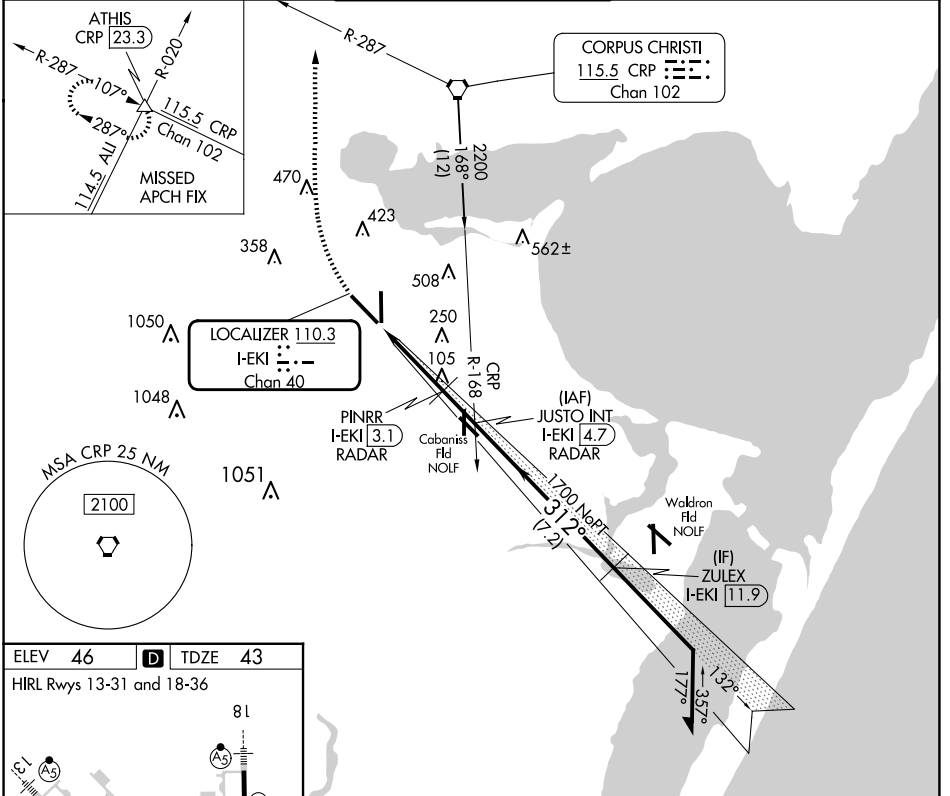 ATHIS
CRP 23.3
R-287
107°
R-020
287°
115.5 CRP
Chan 102
114.5 ALI
MISSED
APCH FIX
R-287
CORPUS CHRISTI
115.5 CRP
Chan 102
2200
168°
(12)
470
423
358
562±
508
1050
250
LOCALIZER 110.3
I-EKI
Chan 40
105
CRP
R-168
1048
PINRR
I-EKI 3.1
RADAR
Cabaniss
Fld
NOLF
(IAF)
JUSTO INT
I-EKI 4.7
RADAR
MSA CRP 25 NM
2100
1051
1700 NoPT
312°
(7.2)
Waldron
Fld
NOLF
(IF)
ZULEX
I-EKI 11.9
132°
177°
357°
ELEV 46 D TDZE 43
HIRL Rwys 13-31 and 18-36
18
A5
13
A5